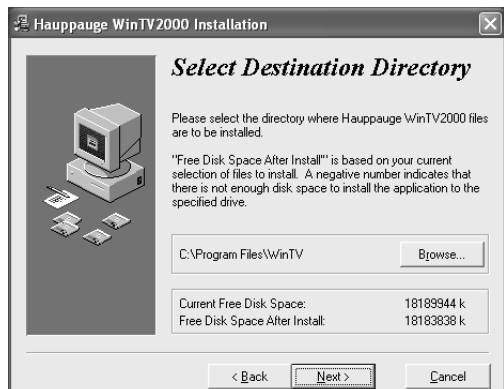 Hauppauge WinTV2000 Installation
Select Destination Directory
Please select the directory where Hauppauge WinTV2000 files
are to be installed.
"Free Disk Space After Install"' is based on your current
selection of files to install. A negative number indicates that
there is not enough disk space to install the application to the
specified drive.
C:\Program Files\WinTV
Browse...
Current Free Disk Space: 18189944 k
Free Disk Space After Install: 18183838 k
< Back
Next >
Cancel